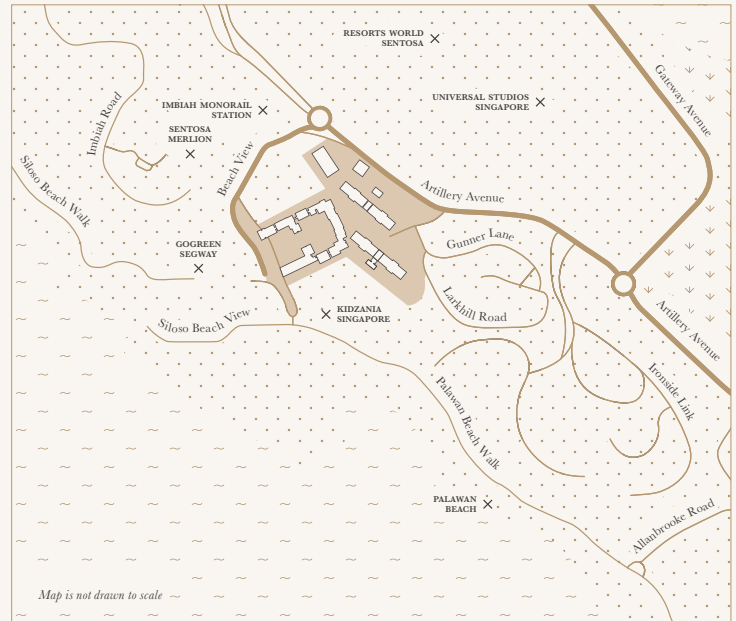 RESORTS WORLD
SENTOSA
Gateway Avenue
UNIVERSAL STUDIOS
SINGAPORE
IMBIAH MONORAIL
STATION
Imbiah Road
SENTOSA
MERLION
Beach View
Siloso Beach Walk
Artillery Avenue
Gunner Lane
GOGREEN
SEGWAY
Larkhill Road
KIDZANIA
SINGAPORE
Siloso Beach View
Artillery Avenue
Ironside Link
Palawan Beach Walk
PALAWAN
BEACH
Allanbrooke Road
Map is not drawn to scale